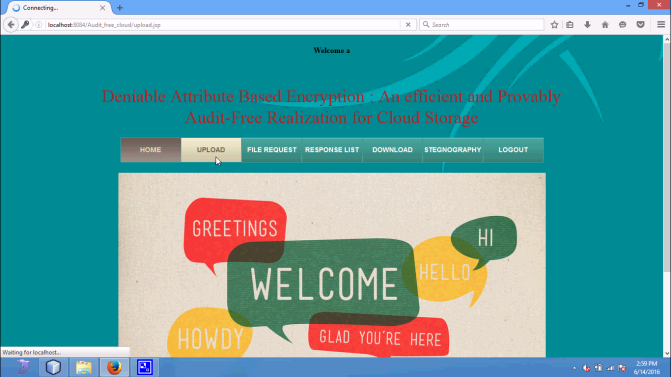 Connecting...
localhost:8084/Audit_free_cloud/upload.jsp
Search
Welcome a
Deniable Attribute Based Encryption : An efficient and Provably
Audit-Free Realization for Cloud Storage
HOME UPLOAD FILE REQUEST RESPONSE LIST DOWNLOAD STEGNOGRAPHY LOGOUT
GREETINGS
HI
WELCOME
HELLO
HOWDY
GLAD YOU'RE HERE
Waiting for localhost...
2:59 PM
6/14/2016